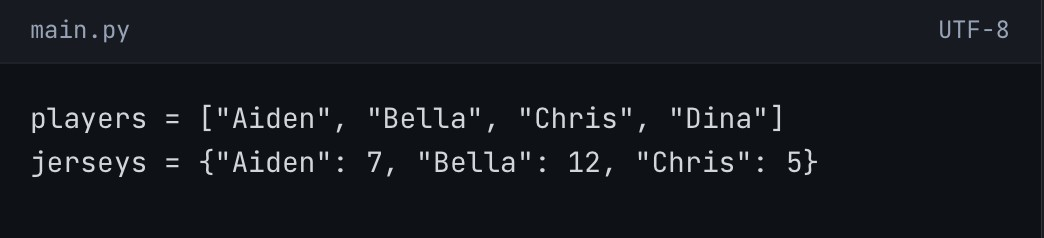 main.py UTF-8
players = ["Aiden", "Bella", "Chris", "Dina"]
jerseys = {"Aiden": 7, "Bella": 12, "Chris": 5}